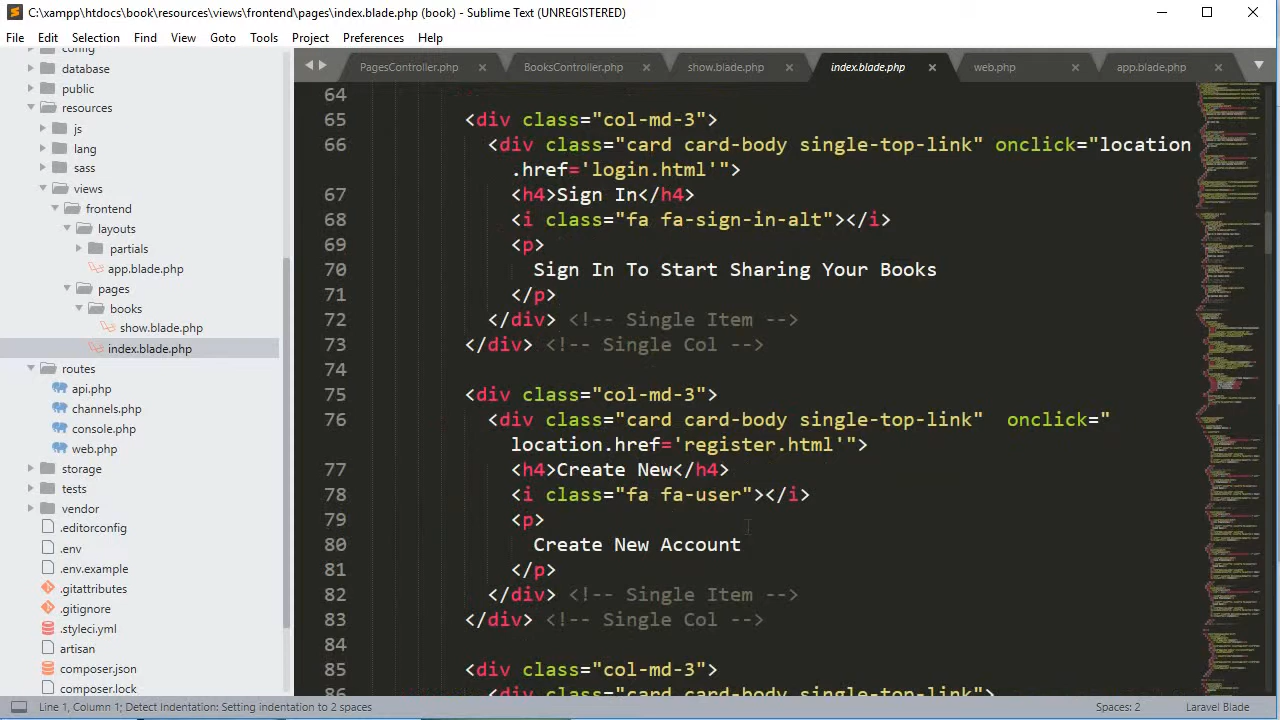 C:\xampp\htdocs\book\resources\views\frontend\pages\index.blade.php (book) - Sublime Text (UNREGISTERED)
File Edit Selection Find View Goto Tools Project Preferences Help
config
database
public
resources
js
lang
sass
views
frontend
layouts
partials
app.blade.php
pages
books
show.blade.php
index.blade.php
routes
api.php
channels.php
console.php
web.php
storage
tests
vendor
.editorconfig
.env
.env.example
.gitattributes
.gitignore
.styleci.yml
artisan
composer.json
composer.lock
PagesController.php BooksController.php show.blade.php index.blade.php web.php app.blade.php
64
65 <div class="col-md-3">
66 <div class="card card-body single-top-link" onclick="location
.href='login.html'">
67 <h4>Sign In</h4>
68 <i class="fa fa-sign-in-alt"></i>
69 <p>
70 Sign In To Start Sharing Your Books
71 </p>
72 </div> <!-- Single Item -->
73 </div> <!-- Single Col -->
74
75 <div class="col-md-3">
76 <div class="card card-body single-top-link"  onclick="
location.href='register.html'">
77 <h4>Create New</h4>
78 <i class="fa fa-user"></i>
79 <p>
80 Create New Account
81 </p>
82 </div> <!-- Single Item -->
83 </div> <!-- Single Col -->
84
85 <div class="col-md-3">
86 <div class="card card-body single-top-link">
Line 1, Column 1; Detect Indentation: Setting indentation to 2 spaces Spaces: 2 Laravel Blade